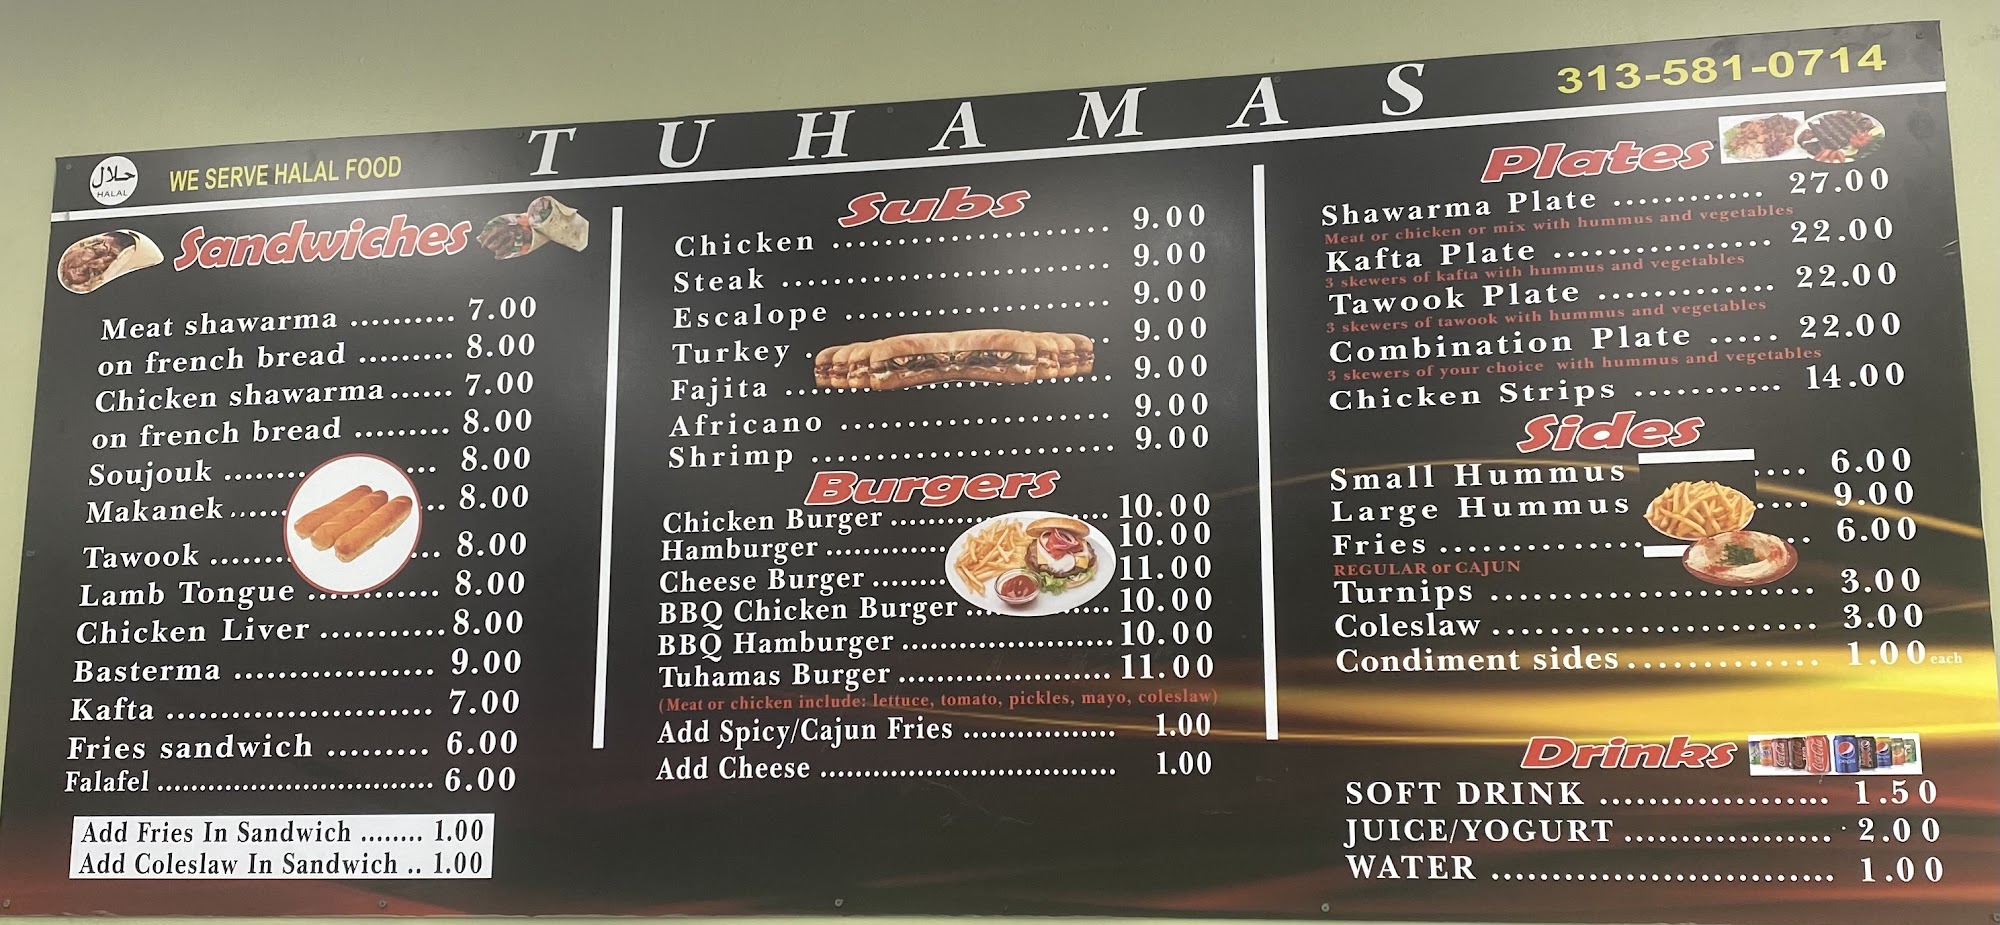 حلال
HALAL
WE SERVE HALAL FOOD
TUHAMAS
313-581-0714
Sandwiches
Meat shawarma .......... 7.00
on french bread ......... 8.00
Chicken shawarma...... 7.00
on french bread ......... 8.00
Soujouk ........ ... 8.00
Makanek ...... .. 8.00
Tawook ....... ... 8.00
Lamb Tongue ............ 8.00
Chicken Liver ........... 8.00
Basterma .................. 9.00
Kafta ........................ 7.00
Fries sandwich ......... 6.00
Falafel ................................. 6.00
Add Fries In Sandwich ........ 1.00
Add Coleslaw In Sandwich .. 1.00
Subs
Chicken ......................... 9.00
Steak .............................. 9.00
Escalope ........................ 9.00
Turkey . .. 9.00
Fajita .............................. 9.00
Africano ......................... 9.00
Shrimp ........................... 9.00
Burgers
Chicken Burger ............. .... 10.00
Hamburger ............... 10.00
Cheese Burger ........ 11.00
BBQ Chicken Burger .... .... 10.00
BBQ Hamburger ........................ 10.00
Tuhamas Burger ........................ 11.00
(Meat or chicken include: lettuce, tomato, pickles, mayo, coleslaw)
Add Spicy/Cajun Fries ................. 1.00
Add Cheese .................................. 1.00
Plates
Shawarma Plate ............ 27.00
Meat or chicken or mix with hummus and vegetables
Kafta Plate ................. 22.00
3 skewers of kafta with hummus and vegetables
Tawook Plate ............. 22.00
3 skewers of tawook with hummus and vegetables
Combination Plate ..... 22.00
3 skewers of your choice with hummus and vegetables
Chicken Strips ........... 14.00
Sides
Small Hummus .... 6.00
Large Hummus .... 9.00
Fries ............... .. 6.00
REGULAR or CAJUN
Turnips ........................ 3.00
Coleslaw ........................ 3.00
Condiment sides.............. 1.00 each
Drinks
SOFT DRINK .................... 1.50
JUICE/YOGURT .................. 2.00
WATER .............................. 1.00